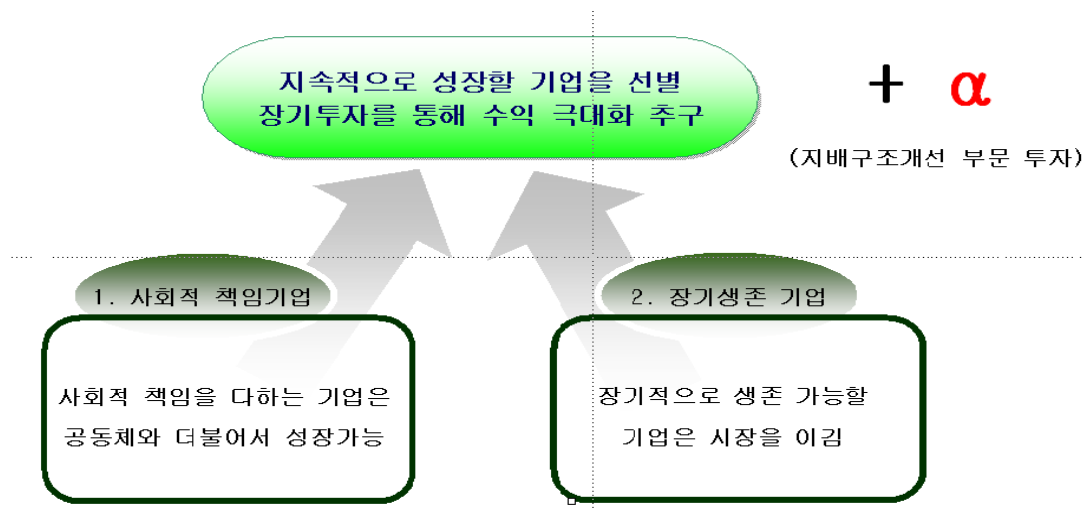 지속적으로 성장할 기업을 선별
장기투자를 통해 수익 극대화 추구
+ α
(지배구조개선 부문 투자)
1. 사회적 책임기업
사회적 책임을 다하는 기업은
공동체와 더불어서 성장가능
2. 장기생존 기업
장기적으로 생존 가능할
기업은 시장을 이김